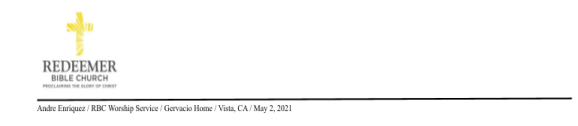 REDEEMER
BIBLE CHURCH
PROCLAIMING THE GLORY OF CHRIST
Andre Enriquez / RBC Worship Service / Gervacio Home / Vista, CA / May 2, 2021